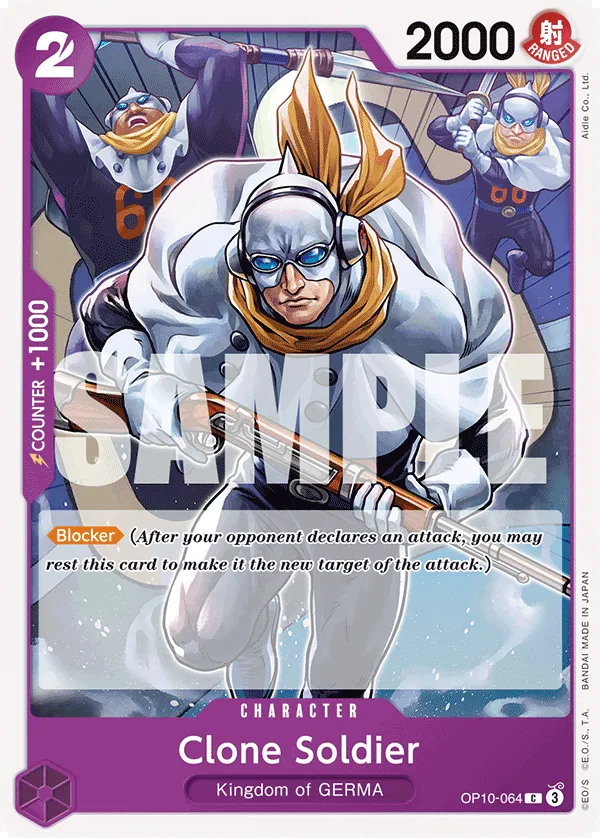 2
2000
射
RANGED
Aidle Co., Ltd.
66
66
COUNTER +1000
SAMPLE
Blocker (After your opponent declares an attack, you may
rest this card to make it the new target of the attack.)
CHARACTER
Clone Soldier
Kingdom of GERMA
OP10-064 C 3
©E.O/S ©E.O./S., T.A. BANDAI MADE IN JAPAN